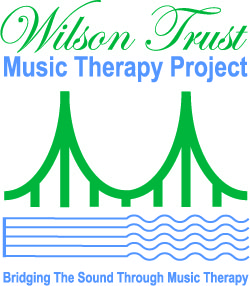 Wilson Trust
Music Therapy Project
Bridging The Sound Through Music Therapy